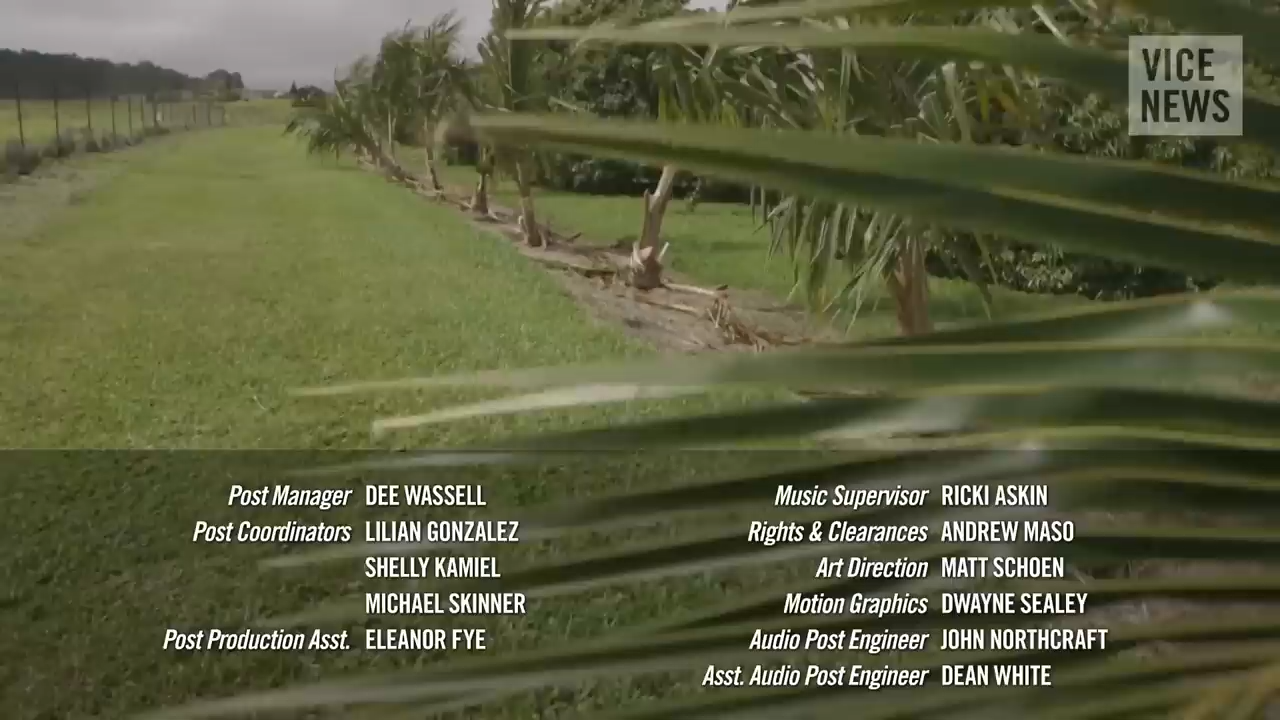 VICE
NEWS
Post Manager DEE WASSELL
Post Coordinators LILIAN GONZALEZ
SHELLY KAMIEL
MICHAEL SKINNER
Post Production Asst. ELEANOR FYE
Music Supervisor RICKI ASKIN
Rights & Clearances ANDREW MASO
Art Direction MATT SCHOEN
Motion Graphics DWAYNE SEALEY
Audio Post Engineer JOHN NORTHCRAFT
Asst. Audio Post Engineer DEAN WHITE